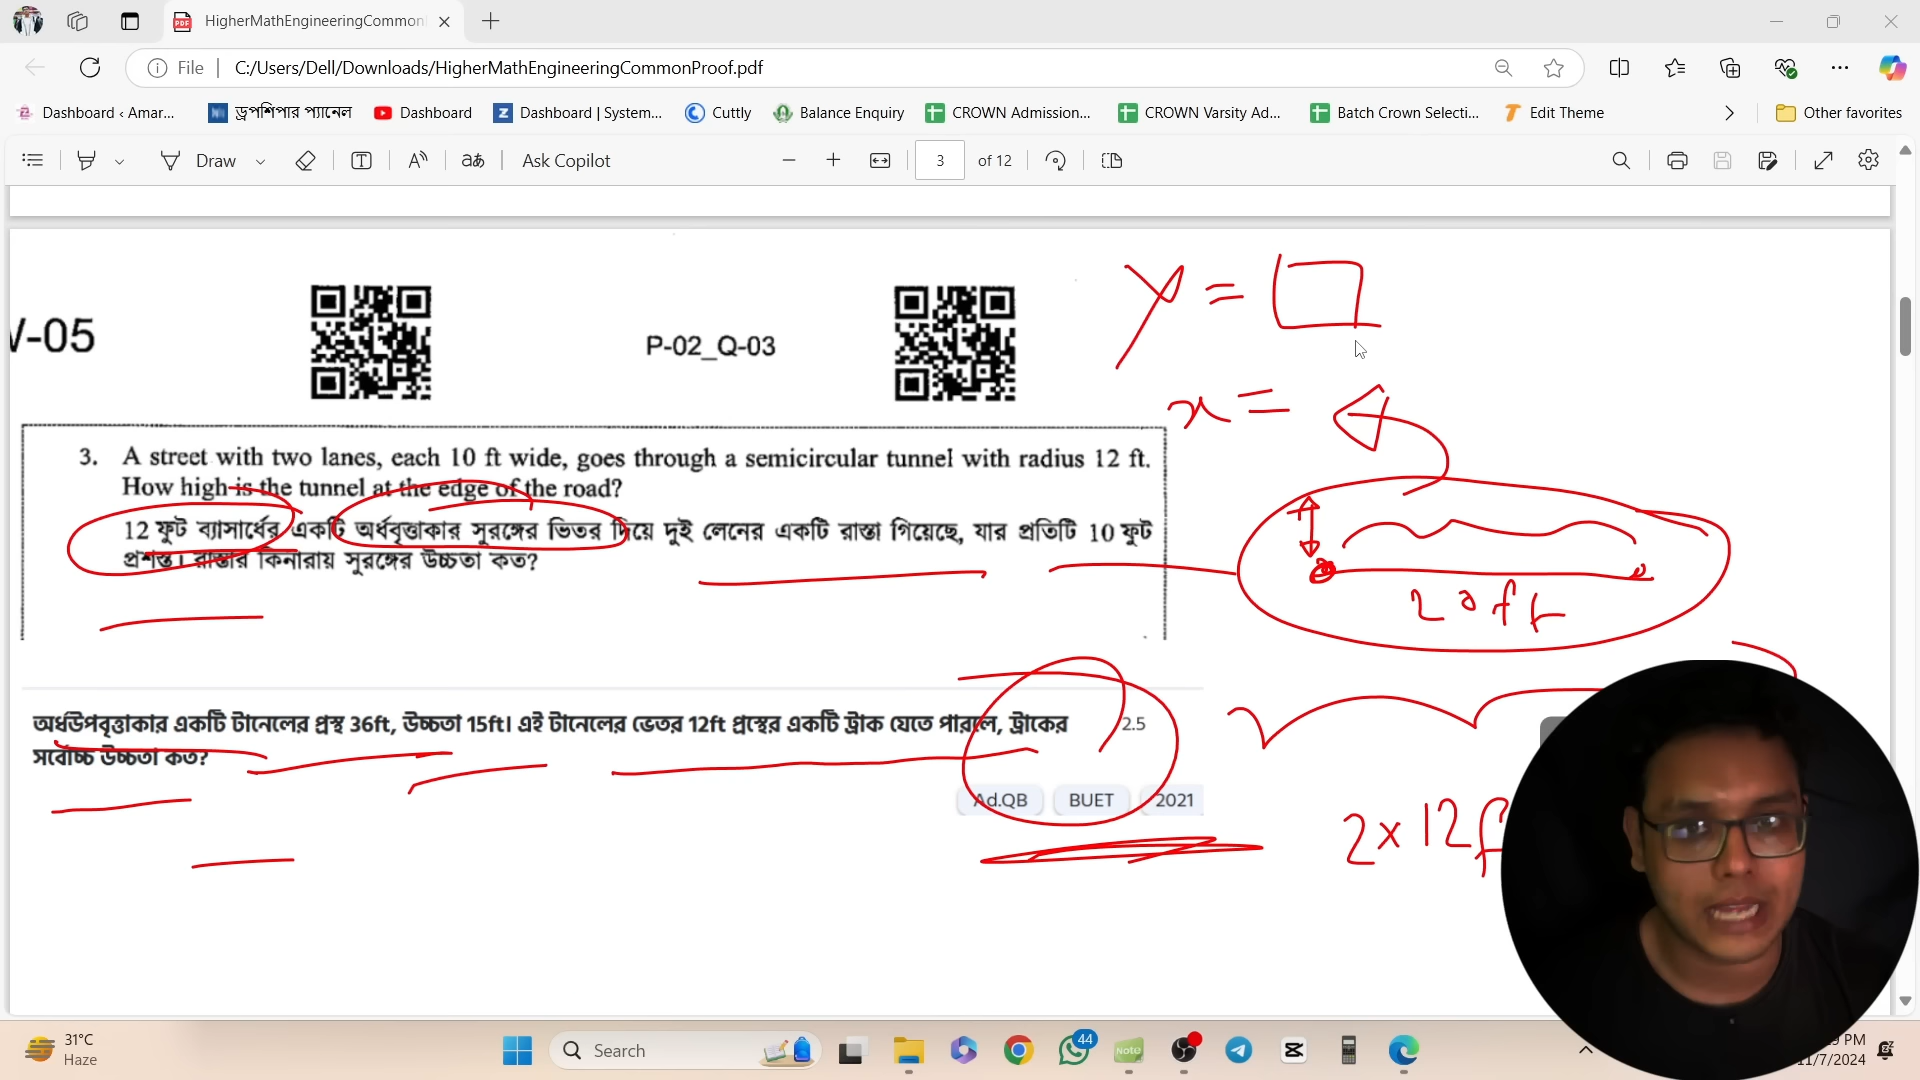 HigherMathEngineeringCommon
File
C:/Users/Dell/Downloads/HigherMathEngineeringCommonProof.pdf
Dashboard ‹ Amar...
ড্রপশিপার প্যানেল
Dashboard
Dashboard | System...
Cuttly
Balance Enquiry
CROWN Admission...
CROWN Varsity Ad...
Batch Crown Selecti...
Edit Theme
Other favorites
Draw
Ask Copilot
3 of 12
V-05
P-02_Q-03
y =
x =
3. A street with two lanes, each 10 ft wide, goes through a semicircular tunnel with radius 12 ft.
How high is the tunnel at the edge of the road?
12 ফুট ব্যাসার্ধের একটি অর্ধবৃত্তাকার সুরঙ্গের ভিতর দিয়ে দুই লেনের একটি রাস্তা গিয়েছে, যার প্রতিটি 10 ফুট
প্রশস্ত। রাস্তার কিনারায় সুরঙ্গের উচ্চতা কত?
20 ft
অর্ধউপবৃত্তাকার একটি টানেলের প্রস্থ 36ft, উচ্চতা 15ft। এই টানেলের ভেতর 12ft প্রস্থের একটি ট্রাক যেতে পারলে, ট্রাকের
সর্বোচ্চ উচ্চতা কত?
2.5
Ad.QB BUET 2021
2 × 12 f
31°C
Haze
Search
44
PM
11/7/2024